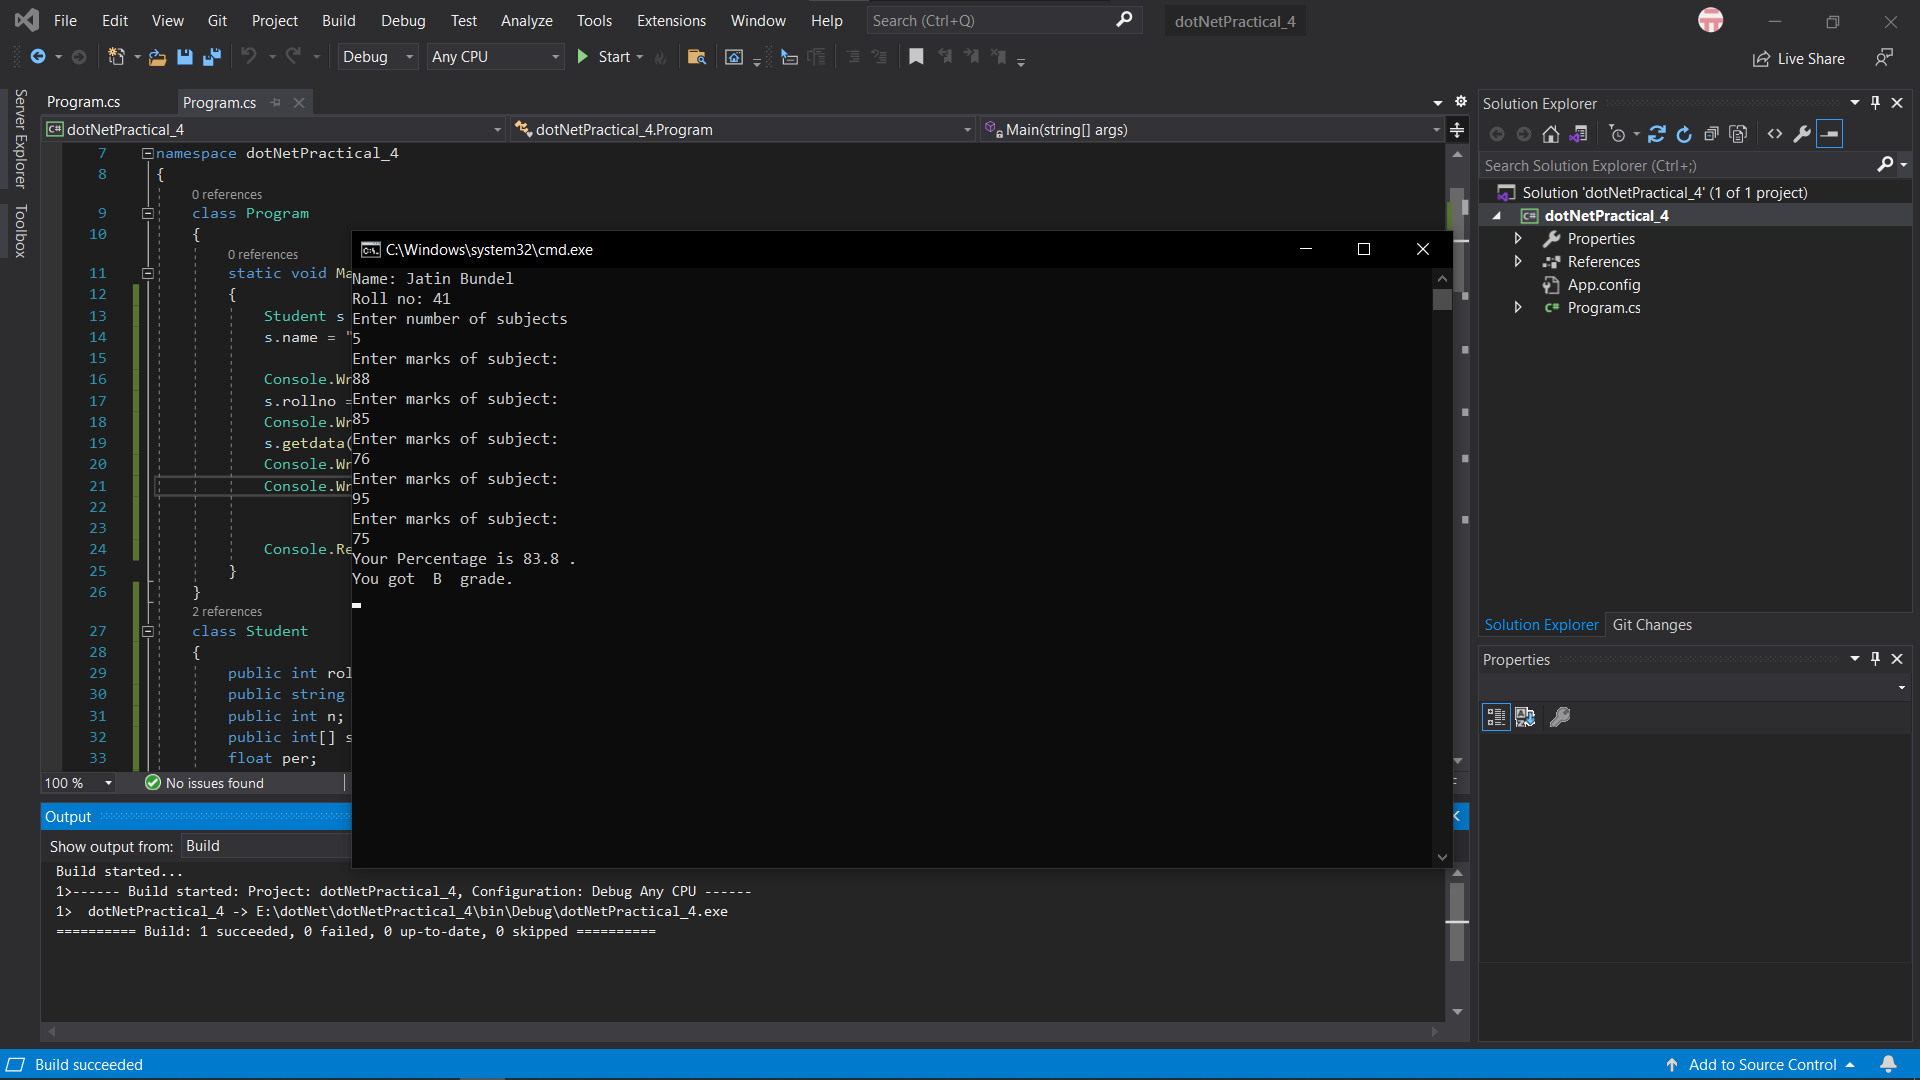 File Edit View Git Project Build Debug Test Analyze Tools Extensions Window Help Search (Ctrl+Q) dotNetPractical_4
Debug Any CPU Start Live Share
Server Explorer
Toolbox
Program.cs Program.cs
dotNetPractical_4 dotNetPractical_4.Program Main(string[] args)
7 namespace dotNetPractical_4
8 {
0 references
9 class Program
10 {
0 references
11 static void Ma
12 {
13 Student s
14 s.name = "
15
16 Console.Wr
17 s.rollno =
18 Console.Wr
19 s.getdata(
20 Console.Wr
21 Console.Wr
22
23
24 Console.Re
25 }
26 }
2 references
27 class Student
28 {
29 public int rol
30 public string
31 public int n;
32 public int[] s
33 float per;
100 % No issues found
C:\Windows\system32\cmd.exe
Name: Jatin Bundel
Roll no: 41
Enter number of subjects
5
Enter marks of subject:
88
Enter marks of subject:
85
Enter marks of subject:
76
Enter marks of subject:
95
Enter marks of subject:
75
Your Percentage is 83.8 .
You got  B  grade.
Output
Show output from: Build
Build started...
1>------ Build started: Project: dotNetPractical_4, Configuration: Debug Any CPU ------
1>  dotNetPractical_4 -> E:\dotNet\dotNetPractical_4\bin\Debug\dotNetPractical_4.exe
========== Build: 1 succeeded, 0 failed, 0 up-to-date, 0 skipped ==========
Solution Explorer
Search Solution Explorer (Ctrl+;)
Solution 'dotNetPractical_4' (1 of 1 project)
dotNetPractical_4
Properties
References
App.config
Program.cs
Solution Explorer Git Changes
Properties
Build succeeded Add to Source Control